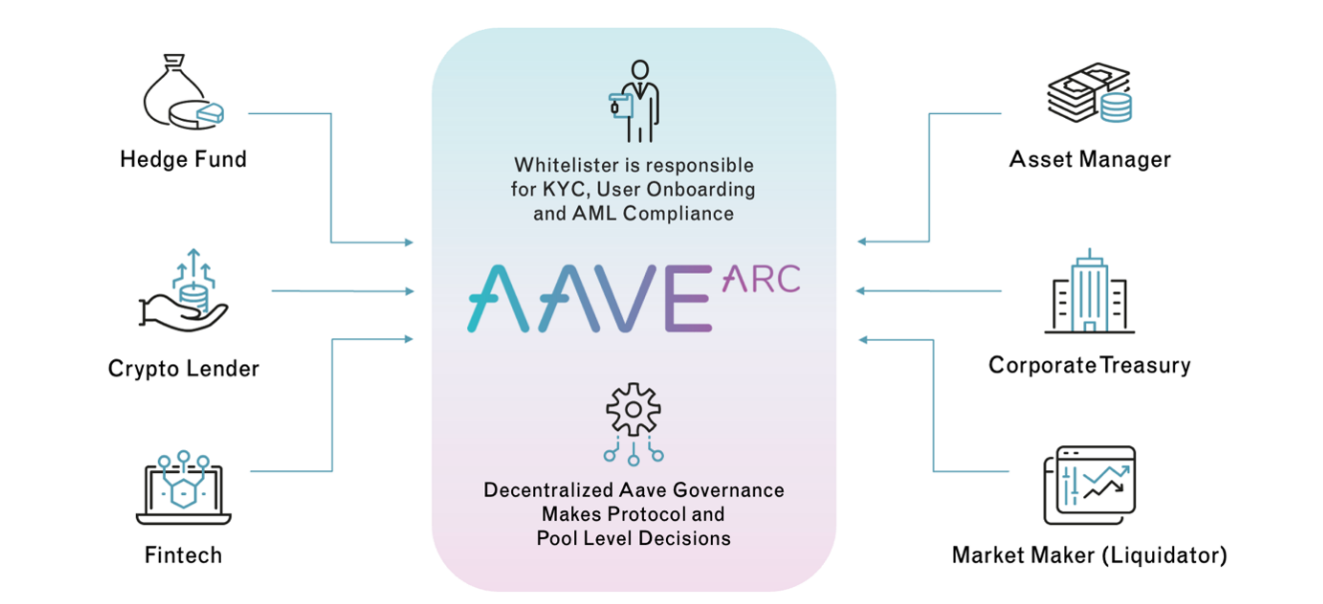 Hedge Fund
Crypto Lender
Fintech
Whitelister is responsible
for KYC, User Onboarding
and AML Compliance
AAVE ARC
Decentralized Aave Governance
Makes Protocol and
Pool Level Decisions
Asset Manager
Corporate Treasury
Market Maker (Liquidator)